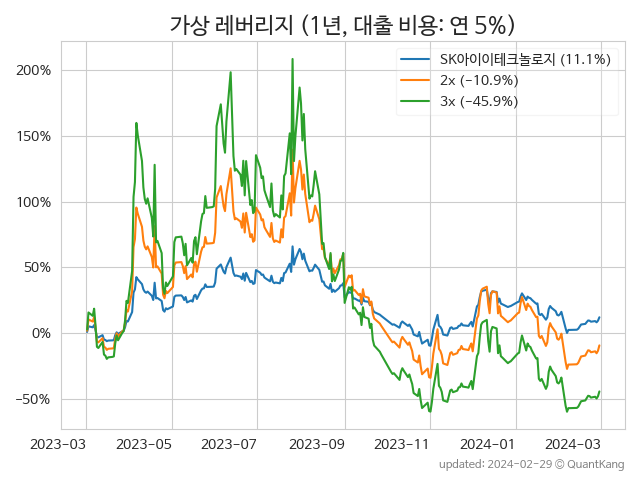 가상 레버리지 (1년, 대출 비용: 연 5%)
SK아이이테크놀로지 (11.1%)
2x (−10.9%)
3x (−45.9%)
200%
150%
100%
50%
0%
−50%
2023-03 2023-05 2023-07 2023-09 2023-11 2024-01 2024-03
updated: 2024-02-29 © QuantKang